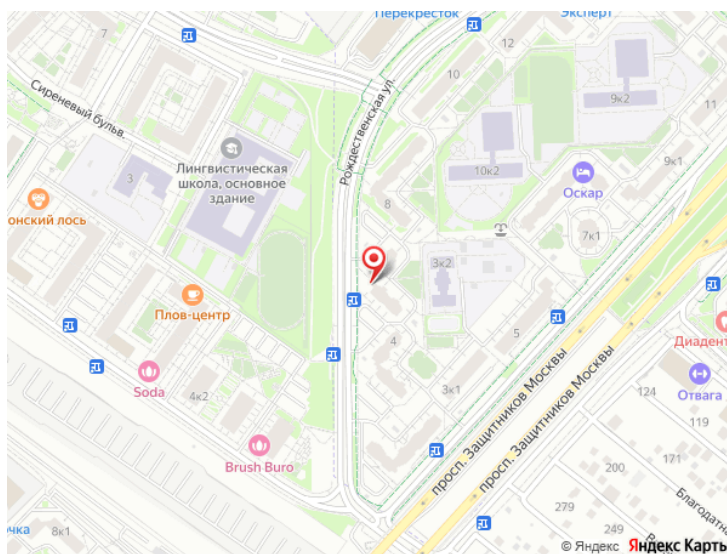 Перекресток
Эксперт
7
12
10
Рождественская ул.
9к2
11
Сиреневый бульв.
Лингвистическая
школа, основное
здание
3
10к2
9к1
Оскар
8
онский лось
7к1
3к2
Плов-центр
5
4
Диадент
Soda
4к2
3к1
124
Отвага
просп. Защитников Москвы
просп. Защитников Москвы
Brush Buro
200
171
166
Благодатна
279
249
очка
8к1
© Яндекс Яндекс Карты